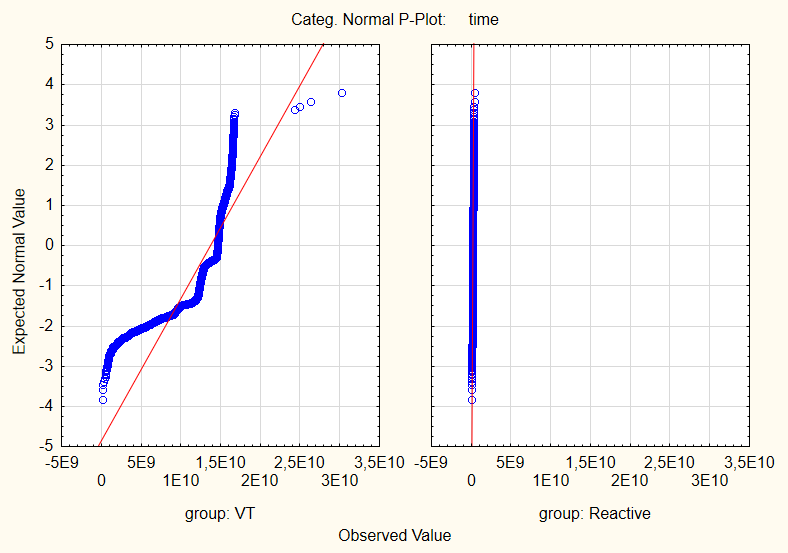 Categ. Normal P-Plot: time
Expected Normal Value
5
4
3
2
1
0
-1
-2
-3
-4
-5
-5E9 5E9 1,5E10 2,5E10 3,5E10
0 1E10 2E10 3E10
group: VT
-5E9 5E9 1,5E10 2,5E10 3,5E10
0 1E10 2E10 3E10
group: Reactive
Observed Value